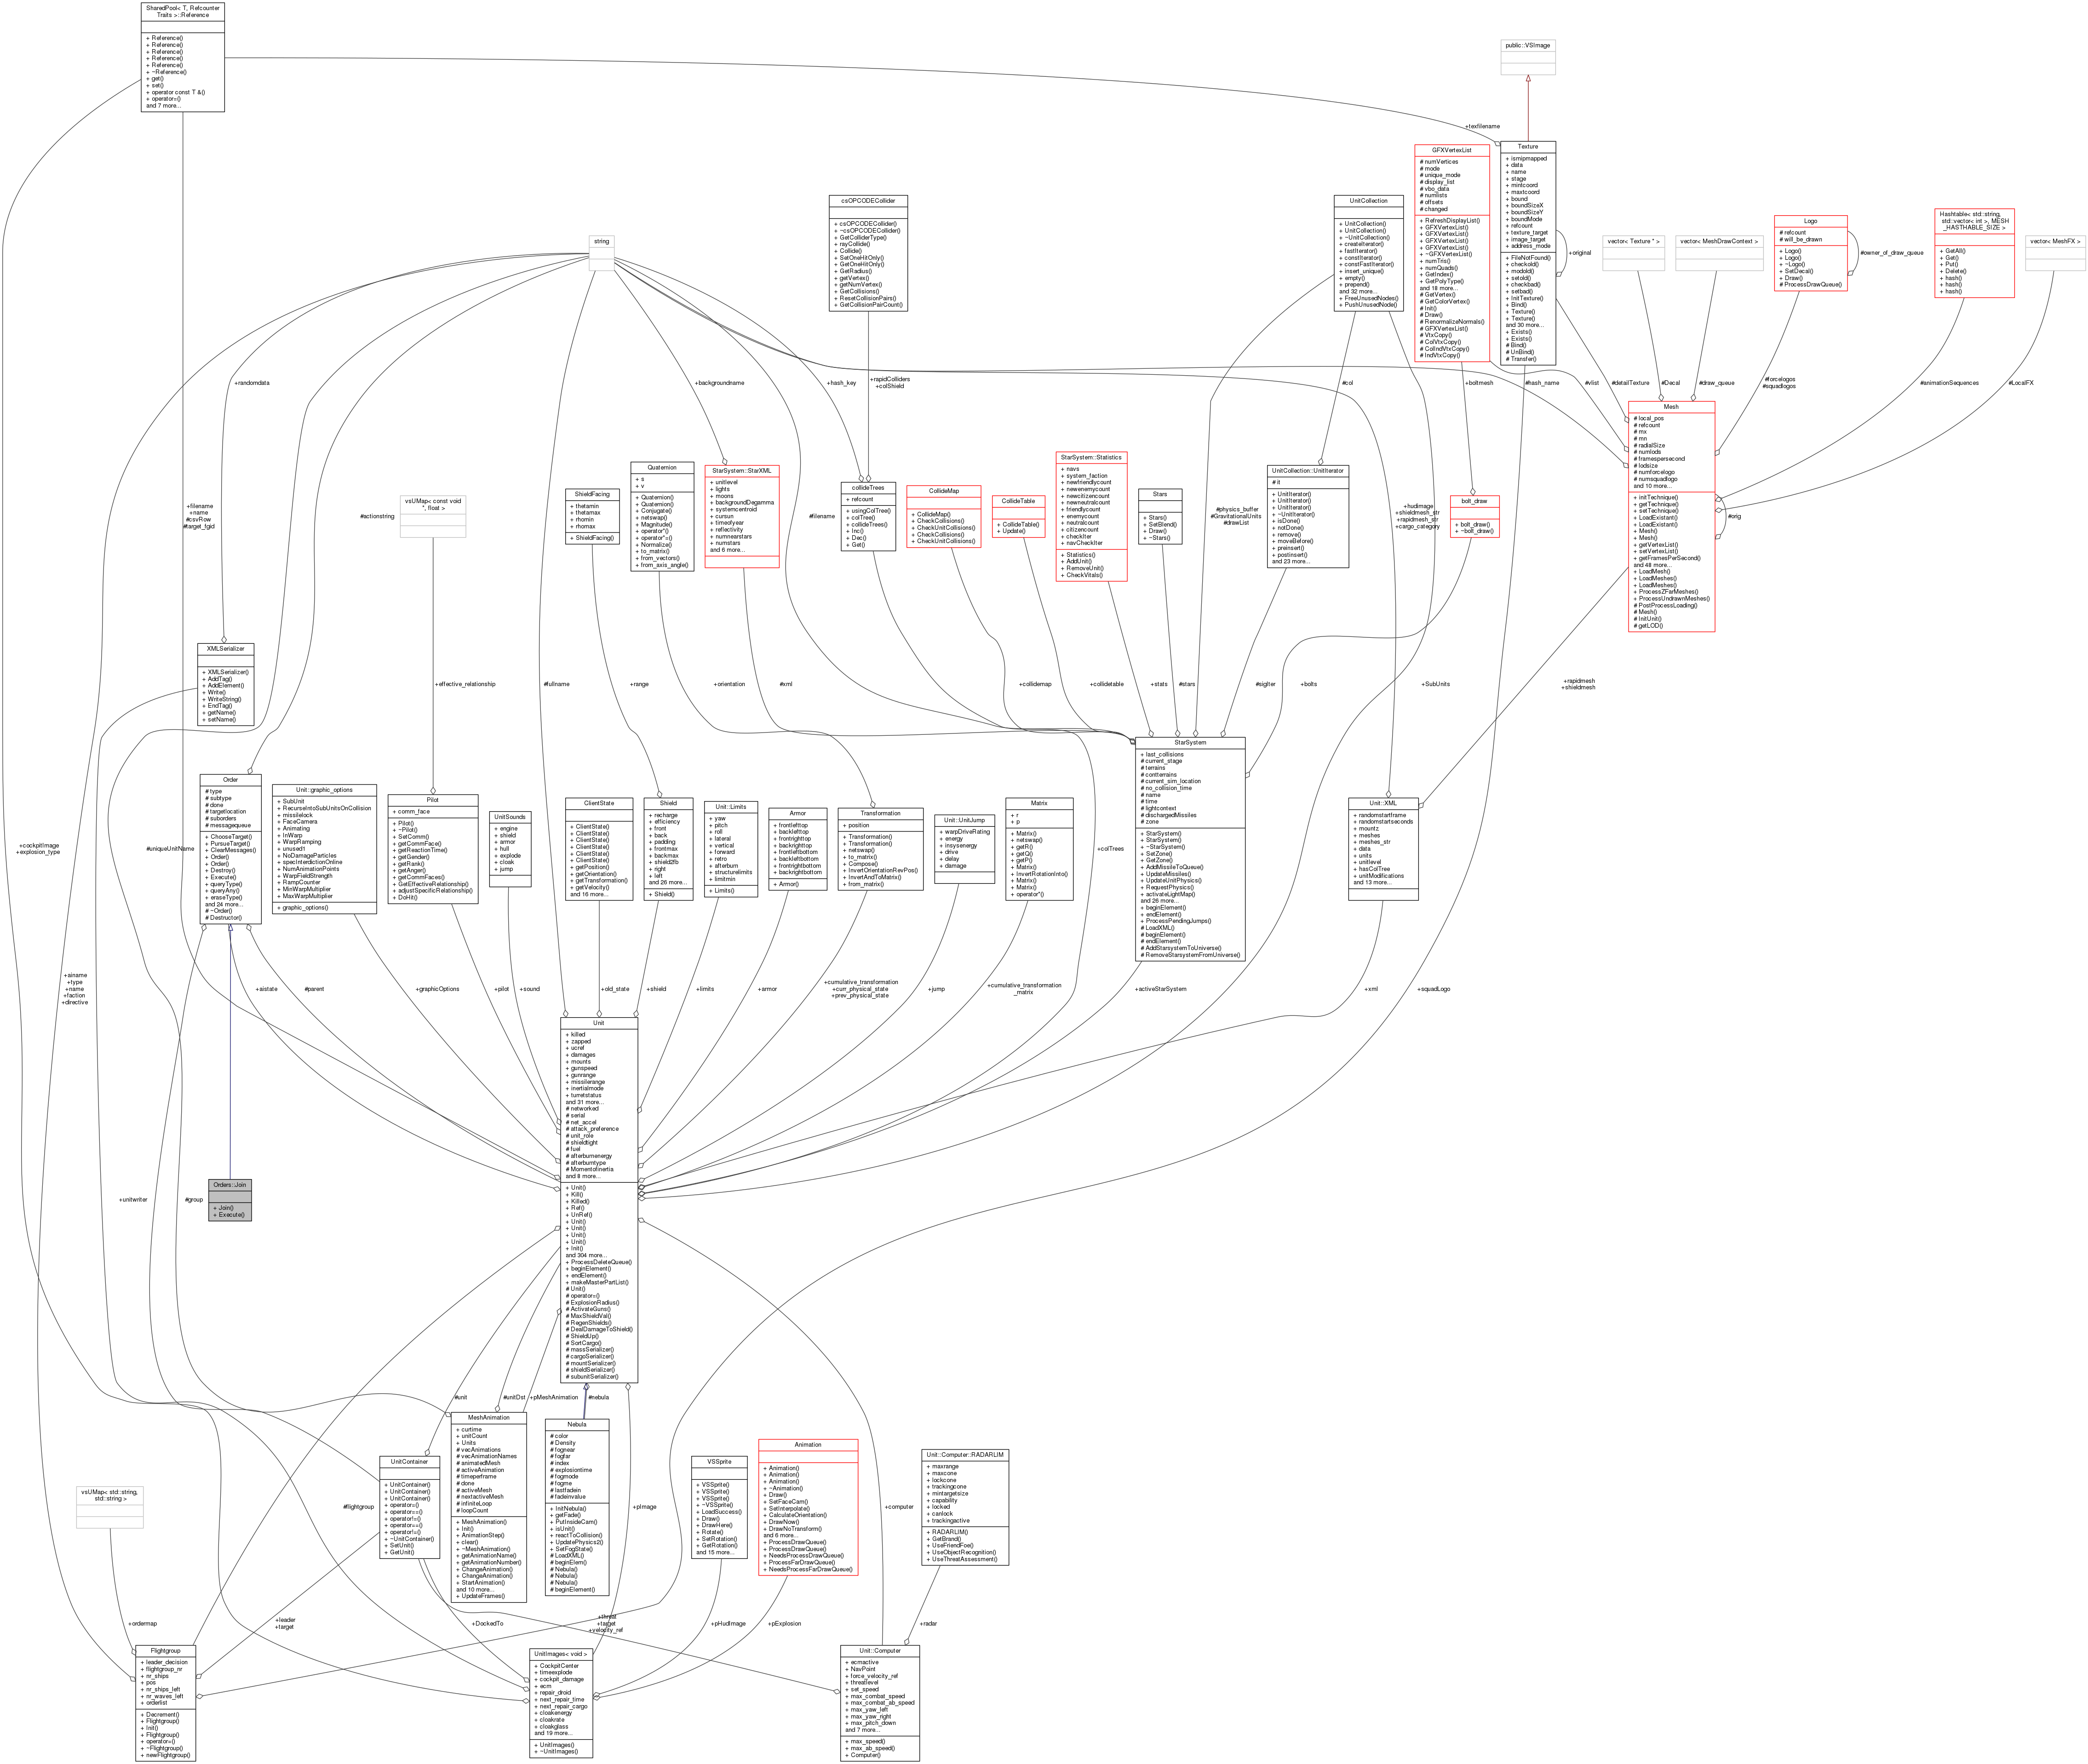 SharedPool< T, Refcounter
Traits >::Reference
+ Reference()
+ Reference()
+ Reference()
+ Reference()
+ Reference()
+ ~Reference()
+ get()
+ set()
+ operator const T &()
+ operator=()
and 7 more...
public::VSImage
+texfilename
Texture
+ ismipmapped
+ data
+ name
+ stage
+ mintcoord
+ maxtcoord
+ bound
+ boundSizeX
+ boundSizeY
+ boundMode
+ refcount
+ texture_target
+ image_target
+ address_mode
+ FileNotFound()
+ checkold()
+ modold()
+ setold()
+ checkbad()
+ setbad()
+ InitTexture()
+ Bind()
+ Texture()
+ Texture()
and 30 more...
+ Exists()
+ Exists()
# Bind()
# UnBind()
# Transfer()
+original
GFXVertexList
# numVertices
# mode
# unique_mode
# display_list
# vbo_data
# numlists
# offsets
# changed
+ RefreshDisplayList()
+ GFXVertexList()
+ GFXVertexList()
+ GFXVertexList()
+ GFXVertexList()
+ GFXVertexList()
+ ~GFXVertexList()
+ numTris()
+ numQuads()
+ GetIndex()
+ GetPolyType()
and 18 more...
# GetVertex()
# GetColorVertex()
# Init()
# Draw()
# RenormalizeNormals()
# GFXVertexList()
# VtxCopy()
# ColVtxCopy()
# ColIndVtxCopy()
# IndVtxCopy()
csOPCODECollider
+ csOPCODECollider()
+ ~csOPCODECollider()
+ GetColliderType()
+ rayCollide()
+ Collide()
+ SetOneHitOnly()
+ GetOneHitOnly()
+ GetRadius()
+ getVertex()
+ getNumVertex()
+ GetCollisions()
+ ResetCollisionPairs()
+ GetCollisionPairCount()
UnitCollection
+ UnitCollection()
+ UnitCollection()
+ ~UnitCollection()
+ createIterator()
+ fastIterator()
+ constIterator()
+ constFastIterator()
+ insert_unique()
+ empty()
+ prepend()
and 32 more...
+ FreeUnusedNodes()
+ PushUnusedNode()
string
vector< Texture * >
vector< MeshDrawContext >
Logo
# refcount
# will_be_drawn
+ Logo()
+ Logo()
+ ~Logo()
+ SetDecal()
+ Draw()
# ProcessDrawQueue()
#owner_of_draw_queue
Hashtable< std::string,
std::vector< int >, MESH
_HASTHABLE_SIZE >
+ GetAll()
+ Get()
+ Put()
+ Delete()
+ hash()
+ hash()
+ hash()
vector< MeshFX >
+randomdata
+backgroundname
+hash_key
+rapidColliders
+colShield
#col
+boltmesh
#hash_name
#vlist
#detailTexture
#Decal
#draw_queue
#forcelogos
#squadlogos
#animationSequences
#LocalFX
Mesh
# local_pos
# refcount
# mx
# mn
# radialSize
# numlods
# framespersecond
# lodsize
# numforcelogo
# numsquadlogo
and 10 more...
+ initTechnique()
+ getTechnique()
+ setTechnique()
+ LoadExistant()
+ LoadExistant()
+ Mesh()
+ Mesh()
+ getVertexList()
+ setVertexList()
+ getFramesPerSecond()
and 48 more...
+ LoadMesh()
+ LoadMeshes()
+ LoadMeshes()
+ ProcessZFarMeshes()
+ ProcessUndrawnMeshes()
# PostProcessLoading()
# Mesh()
# InitUnit()
# getLOD()
#orig
+filename
+name
#csvRow
#target_fgid
#actionstring
vsUMap< const void
*, float >
ShieldFacing
+ thetamin
+ thetamax
+ rhomin
+ rhomax
+ ShieldFacing()
Quaternion
+ s
+ v
+ Quaternion()
+ Quaternion()
+ Conjugate()
+ netswap()
+ Magnitude()
+ operator*()
+ operator*=()
+ Normalize()
+ to_matrix()
+ from_vectors()
+ from_axis_angle()
StarSystem::StarXML
+ unitlevel
+ lights
+ moons
+ backgroundDegamma
+ systemcentroid
+ cursun
+ timeofyear
+ reflectivity
+ numnearstars
+ numstars
and 6 more...
#filename
collideTrees
+ refcount
+ usingColTree()
+ colTree()
+ collideTrees()
+ Inc()
+ Dec()
+ Get()
CollideMap
+ CollideMap()
+ CheckCollisions()
+ CheckUnitCollisions()
+ CheckCollisions()
+ CheckUnitCollisions()
CollideTable
+ CollideTable()
+ Update()
StarSystem::Statistics
+ navs
+ system_faction
+ newfriendlycount
+ newenemycount
+ newcitizencount
+ newneutralcount
+ friendlycount
+ enemycount
+ neutralcount
+ citizencount
+ checkIter
+ navCheckIter
+ Statistics()
+ AddUnit()
+ RemoveUnit()
+ CheckVitals()
Stars
+ Stars()
+ SetBlend()
+ Draw()
+ ~Stars()
#physics_buffer
#GravitationalUnits
#drawList
UnitCollection::UnitIterator
# it
+ UnitIterator()
+ UnitIterator()
+ UnitIterator()
+ ~UnitIterator()
+ isDone()
+ notDone()
+ remove()
+ moveBefore()
+ preinsert()
+ postinsert()
and 23 more...
+hudimage
+shieldmesh_str
+rapidmesh_str
+cargo_category
bolt_draw
+ bolt_draw()
+ ~bolt_draw()
XMLSerializer
+ XMLSerializer()
+ AddTag()
+ AddElement()
+ Write()
+ WriteString()
+ EndTag()
+ getName()
+ setName()
+effective_relationship
#fullname
+range
+orientation
#xml
+collidemap
+collidetable
+stats
#stars
#sigIter
+bolts
+SubUnits
+rapidmesh
+shieldmesh
StarSystem
+ last_collisions
# current_stage
# terrains
# contterrains
# current_sim_location
# no_collision_time
# name
# time
# lightcontext
# dischargedMissiles
# zone
+ StarSystem()
+ StarSystem()
+ ~StarSystem()
+ SetZone()
+ GetZone()
+ AddMissileToQueue()
+ UpdateMissiles()
+ UpdateUnitPhysics()
+ RequestPhysics()
+ activateLightMap()
and 26 more...
+ beginElement()
+ endElement()
+ ProcessPendingJumps()
# LoadXML()
# beginElement()
# endElement()
# AddStarsystemToUniverse()
# RemoveStarsystemFromUniverse()
+cockpitImage
+explosion_type
#uniqueUnitName
Order
# type
# subtype
# done
# targetlocation
# suborders
# messagequeue
+ ChooseTarget()
+ PursueTarget()
+ ClearMessages()
+ Order()
+ Order()
+ Destroy()
+ Execute()
+ queryType()
+ queryAny()
+ eraseType()
and 24 more...
# ~Order()
# Destructor()
Unit::graphic_options
+ SubUnit
+ RecurseIntoSubUnitsOnCollision
+ missilelock
+ FaceCamera
+ Animating
+ InWarp
+ WarpRamping
+ unused1
+ NoDamageParticles
+ specInterdictionOnline
+ NumAnimationPoints
+ WarpFieldStrength
+ RampCounter
+ MinWarpMultiplier
+ MaxWarpMultiplier
+ graphic_options()
Pilot
+ comm_face
+ Pilot()
+ ~Pilot()
+ SetComm()
+ getCommFace()
+ getReactionTime()
+ getGender()
+ getRank()
+ getAnger()
+ getCommFaces()
+ GetEffectiveRelationship()
+ adjustSpecificRelationship()
+ DoHit()
UnitSounds
+ engine
+ shield
+ armor
+ hull
+ explode
+ cloak
+ jump
ClientState
+ ClientState()
+ ClientState()
+ ClientState()
+ ClientState()
+ ClientState()
+ ClientState()
+ getPosition()
+ getOrientation()
+ getTransformation()
+ getVelocity()
and 16 more...
Shield
+ recharge
+ efficiency
+ front
+ back
+ padding
+ frontmax
+ backmax
+ shield2fb
+ right
+ left
and 26 more...
+ Shield()
Unit::Limits
+ yaw
+ pitch
+ roll
+ lateral
+ vertical
+ forward
+ retro
+ afterburn
+ structurelimits
+ limitmin
+ Limits()
Armor
+ frontlefttop
+ backlefttop
+ frontrighttop
+ backrighttop
+ frontleftbottom
+ backleftbottom
+ frontrightbottom
+ backrightbottom
+ Armor()
Transformation
+ position
+ Transformation()
+ Transformation()
+ netswap()
+ to_matrix()
+ Compose()
+ InvertOrientationRevPos()
+ InvertAndToMatrix()
+ from_matrix()
Unit::UnitJump
+ warpDriveRating
+ energy
+ insysenergy
+ drive
+ delay
+ damage
Matrix
+ r
+ p
+ Matrix()
+ netswap()
+ getR()
+ getQ()
+ getP()
+ Matrix()
+ InvertRotationInto()
+ Matrix()
+ Matrix()
+ operator*()
+colTrees
Unit::XML
+ randomstartframe
+ randomstartseconds
+ mountz
+ meshes
+ meshes_str
+ data
+ units
+ unitlevel
+ hasColTree
+ unitModifications
and 13 more...
+ainame
+type
+name
+faction
+directive
+aistate
#parent
+graphicOptions
+pilot
+sound
+old_state
+shield
+limits
+armor
+cumulative_transformation
+curr_physical_state
+prev_physical_state
+jump
+cumulative_transformation
_matrix
+activeStarSystem
+xml
+squadLogo
Unit
+ killed
+ zapped
+ ucref
+ damages
+ mounts
+ gunspeed
+ gunrange
+ missilerange
+ inertialmode
+ turretstatus
and 31 more...
# networked
# serial
# net_accel
# attack_preference
# unit_role
# shieldtight
# fuel
# afterburnenergy
# afterburntype
# MomentofInertia
and 8 more...
+ Unit()
+ Kill()
+ Killed()
+ Ref()
+ UnRef()
+ Unit()
+ Unit()
+ Unit()
+ Unit()
+ Init()
and 304 more...
+ ProcessDeleteQueue()
+ beginElement()
+ endElement()
+ makeMasterPartList()
# Unit()
# operator=()
# ExplosionRadius()
# ActivateGuns()
# MaxShieldVal()
# RegenShields()
# DealDamageToShield()
# ShieldUp()
# SortCargo()
# massSerializer()
# cargoSerializer()
# mountSerializer()
# shieldSerializer()
# subunitSerializer()
Orders::Join
+ Join()
+ Execute()
+unitwriter
#group
#unit
#unitDst
+pMeshAnimation
#nebula
#flightgroup
+pImage
+computer
MeshAnimation
+ curtime
+ unitCount
+ Units
# vecAnimations
# vecAnimationNames
# animatedMesh
# activeAnimation
# timeperframe
# done
# activeMesh
# nextactiveMesh
# infiniteLoop
# loopCount
+ MeshAnimation()
+ Init()
+ AnimationStep()
+ clear()
+ ~MeshAnimation()
+ getAnimationName()
+ getAnimationNumber()
+ ChangeAnimation()
+ ChangeAnimation()
+ StartAnimation()
and 10 more...
+ UpdateFrames()
Nebula
# color
# Density
# fognear
# fogfar
# index
# explosiontime
# fogmode
# fogme
# lastfadein
# fadeinvalue
+ InitNebula()
+ getFade()
+ PutInsideCam()
+ isUnit()
+ reactToCollision()
+ UpdatePhysics2()
+ SetFogState()
# LoadXML()
# beginElem()
# Nebula()
# Nebula()
# Nebula()
# beginElement()
UnitContainer
+ UnitContainer()
+ UnitContainer()
+ UnitContainer()
+ operator=()
+ operator==()
+ operator!=()
+ operator==()
+ operator!=()
+ ~UnitContainer()
+ SetUnit()
+ GetUnit()
VSSprite
+ VSSprite()
+ VSSprite()
+ VSSprite()
+ ~VSSprite()
+ LoadSuccess()
+ Draw()
+ DrawHere()
+ Rotate()
+ SetRotation()
+ GetRotation()
and 15 more...
Animation
+ Animation()
+ Animation()
+ Animation()
+ ~Animation()
+ Draw()
+ SetFaceCam()
+ SetInterpolate()
+ CalculateOrientation()
+ DrawNow()
+ DrawNoTransform()
and 6 more...
+ ProcessDrawQueue()
+ ProcessDrawQueue()
+ NeedsProcessDrawQueue()
+ ProcessFarDrawQueue()
+ NeedsProcessFarDrawQueue()
Unit::Computer::RADARLIM
+ maxrange
+ maxcone
+ lockcone
+ trackingcone
+ mintargetsize
+ capability
+ locked
+ canlock
+ trackingactive
+ RADARLIM()
+ GetBrand()
+ UseFriendFoe()
+ UseObjectRecognition()
+ UseThreatAssessment()
vsUMap< std::string,
std::string >
+ordermap
+leader
+target
+DockedTo
+threat
+target
+velocity_ref
+pHudImage
+pExplosion
+radar
Flightgroup
+ leader_decision
+ flightgroup_nr
+ nr_ships
+ pos
+ nr_ships_left
+ nr_waves_left
+ orderlist
+ Decrement()
+ Flightgroup()
+ Init()
+ Flightgroup()
+ operator=()
+ ~Flightgroup()
+ newFlightgroup()
UnitImages< void >
+ CockpitCenter
+ timeexplode
+ cockpit_damage
+ ecm
+ repair_droid
+ next_repair_time
+ next_repair_cargo
+ cloakenergy
+ cloakrate
+ cloakglass
and 19 more...
+ UnitImages()
+ ~UnitImages()
Unit::Computer
+ ecmactive
+ NavPoint
+ force_velocity_ref
+ threatlevel
+ set_speed
+ max_combat_speed
+ max_combat_ab_speed
+ max_yaw_left
+ max_yaw_right
+ max_pitch_down
and 7 more...
+ max_speed()
+ max_ab_speed()
+ Computer()